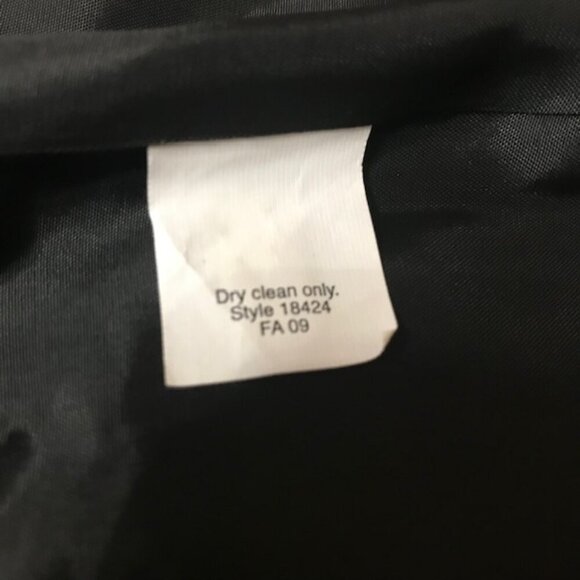 Dry clean only.
Style 18424
FA 09